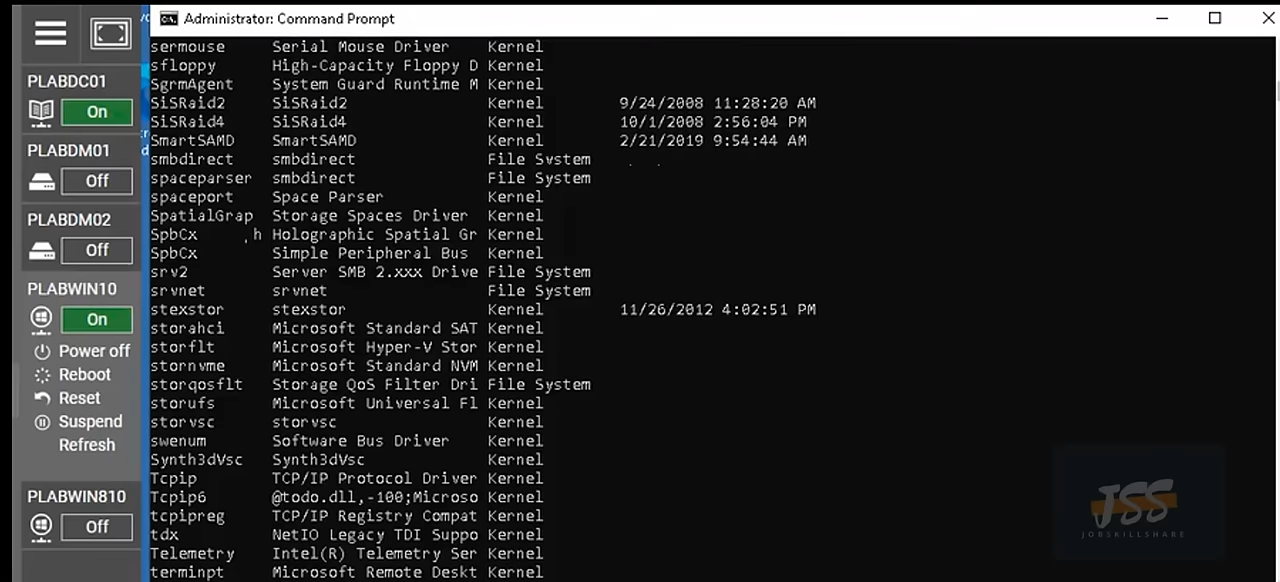 Administrator: Command Prompt
PLABDC01
On
PLABDM01
Off
PLABDM02
Off
PLABWIN10
On
Power off
Reboot
Reset
Suspend
Refresh
PLABWIN810
Off
sermouse Serial Mouse Driver Kernel
sfloppy High-Capacity Floppy D Kernel
SgrmAgent System Guard Runtime M Kernel
SiSRaid2 SiSRaid2 Kernel 9/24/2008 11:28:20 AM
SiSRaid4 SiSRaid4 Kernel 10/1/2008 2:56:04 PM
SmartSAMD SmartSAMD Kernel 2/21/2019 9:54:44 AM
smbdirect smbdirect File System
spaceparser smbdirect File System
spaceport Space Parser Kernel
SpatialGrap Storage Spaces Driver Kernel
SpbCx h Holographic Spatial Gr Kernel
SpbCx Simple Peripheral Bus Kernel
srv2 Server SMB 2.xxx Drive File System
srvnet srvnet File System
stexstor stexstor Kernel 11/26/2012 4:02:51 PM
storahci Microsoft Standard SAT Kernel
storflt Microsoft Hyper-V Stor Kernel
stornvme Microsoft Standard NVM Kernel
storqosflt Storage QoS Filter Dri File System
storufs Microsoft Universal Fl Kernel
storvsc storvsc Kernel
swenum Software Bus Driver Kernel
Synth3dVsc Synth3dVsc Kernel
Tcpip TCP/IP Protocol Driver Kernel
Tcpip6 @todo.dll,-100;Microso Kernel
tcpipreg TCP/IP Registry Compat Kernel
tdx NetIO Legacy TDI Suppo Kernel
Telemetry Intel(R) Telemetry Ser Kernel
terminpt Microsoft Remote Deskt Kernel
JSS
JOBSKILLSHARE